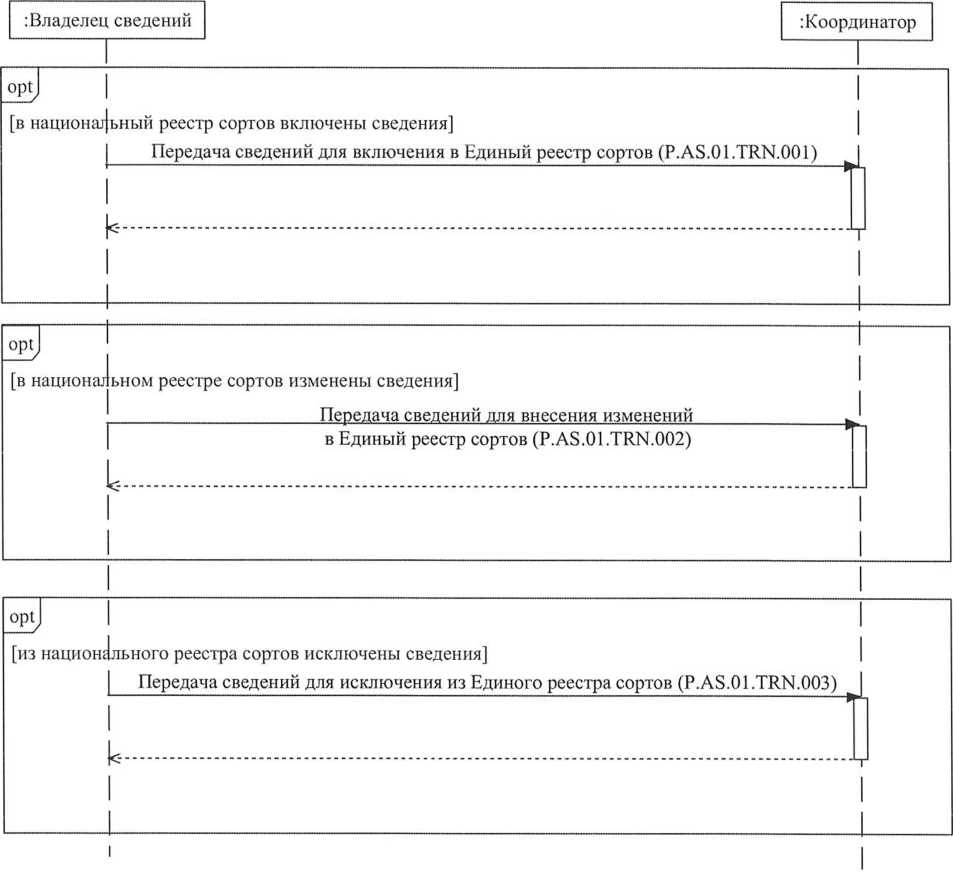 :Владелец сведений
:Координатор
opt
[в национальный реестр сортов включены сведения]
Передача сведений для включения в Единый реестр сортов (P.AS.01.TRN.001)
opt
[в национальном реестре сортов изменены сведения]
Передача сведений для внесения изменений
в Единый реестр сортов (P.AS.01.TRN.002)
opt
[из национального реестра сортов исключены сведения]
Передача сведений для исключения из Единого реестра сортов (P.AS.01.TRN.003)